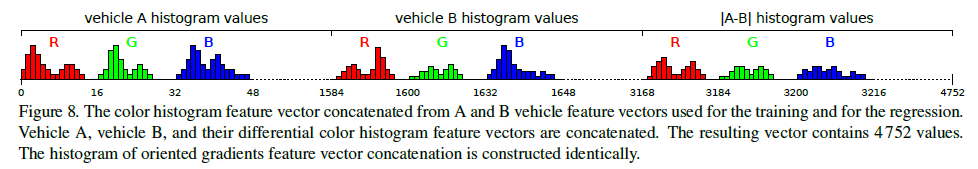 vehicle A histogram values vehicle B histogram values |A-B| histogram values
R G B R G B R G B
0 16 32 48 1584 1600 1632 1648 3168 3184 3200 3216 4752
Figure 8. The color histogram feature vector concatenated from A and B vehicle feature vectors used for the training and for the regression.
Vehicle A, vehicle B, and their differential color histogram feature vectors are concatenated. The resulting vector contains 4 752 values.
The histogram of oriented gradients feature vector concatenation is constructed identically.